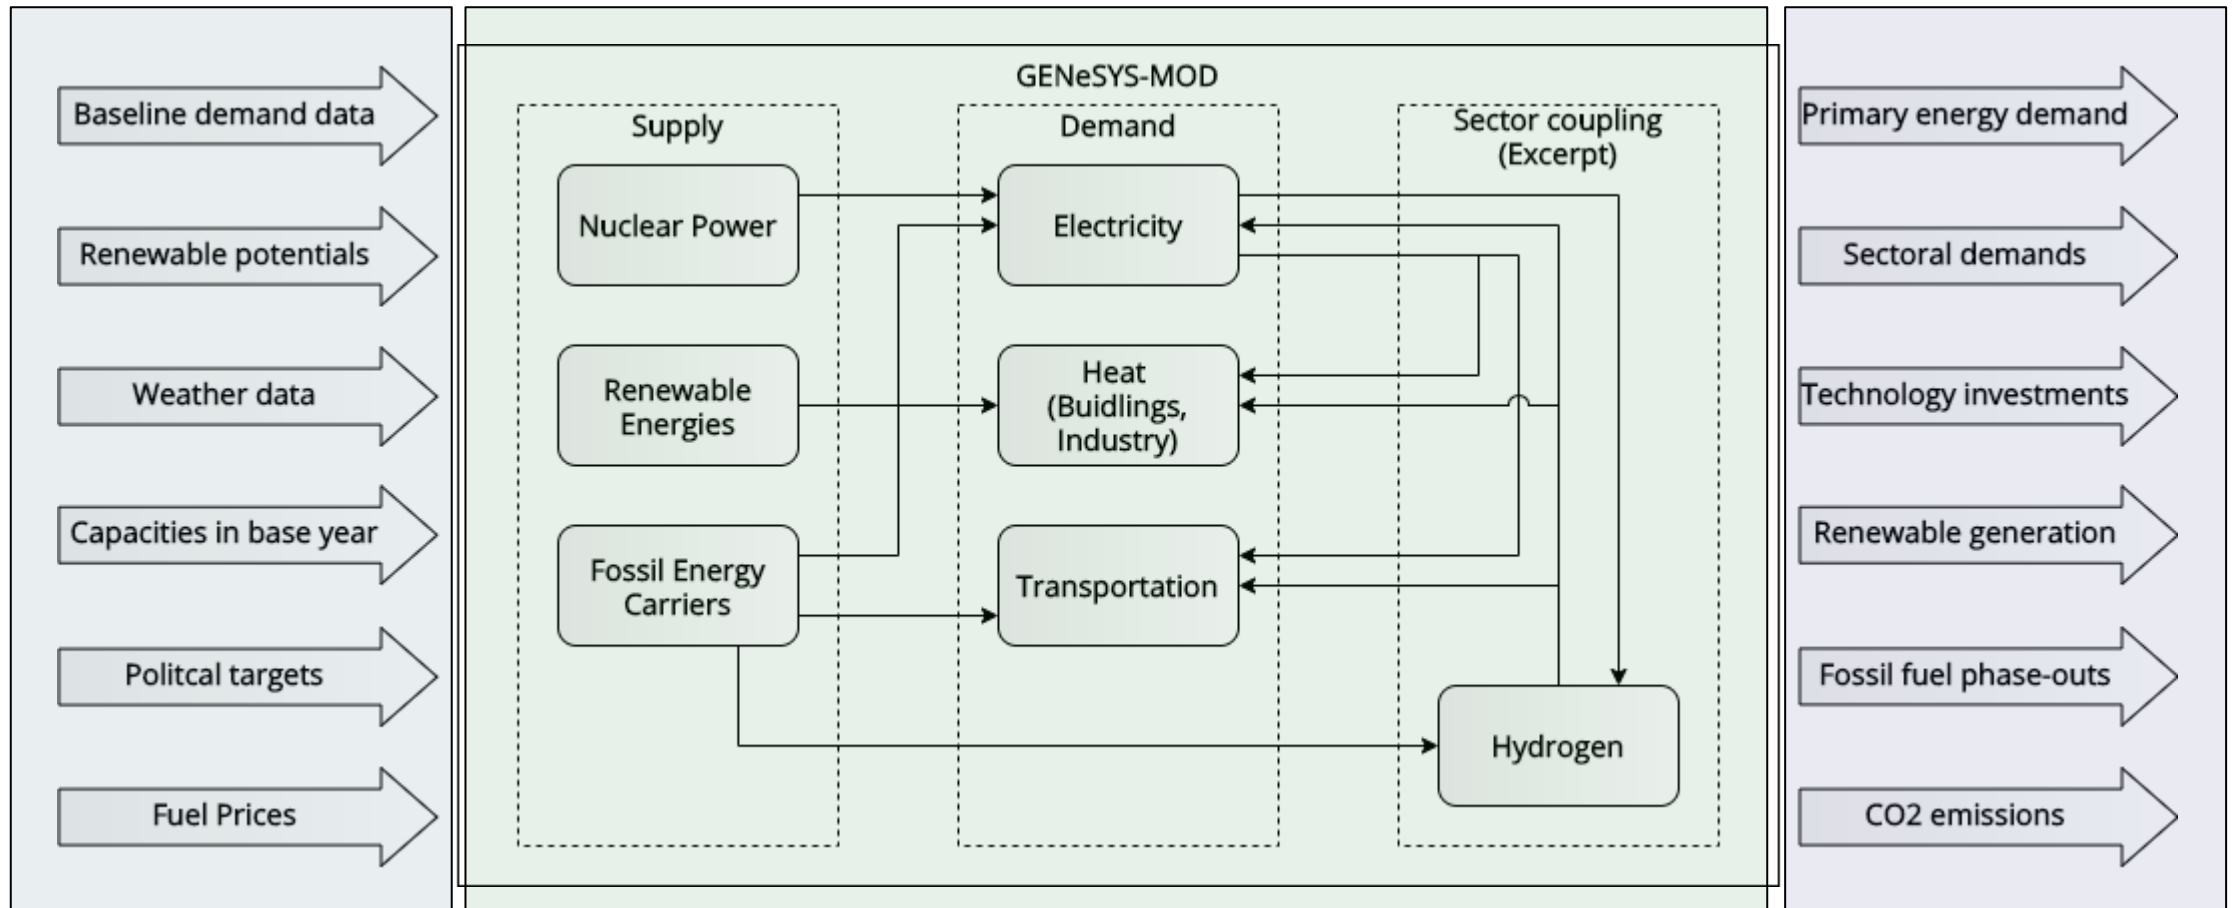 Baseline demand data
Renewable potentials
Weather data
Capacities in base year
Politcal targets
Fuel Prices
GENeSYS-MOD
Supply
Nuclear Power
Renewable
Energies
Fossil Energy
Carriers
Demand
Electricity
Heat
(Buidlings,
Industry)
Transportation
Sector coupling
(Excerpt)
Hydrogen
Primary energy demand
Sectoral demands
Technology investments
Renewable generation
Fossil fuel phase-outs
CO2 emissions